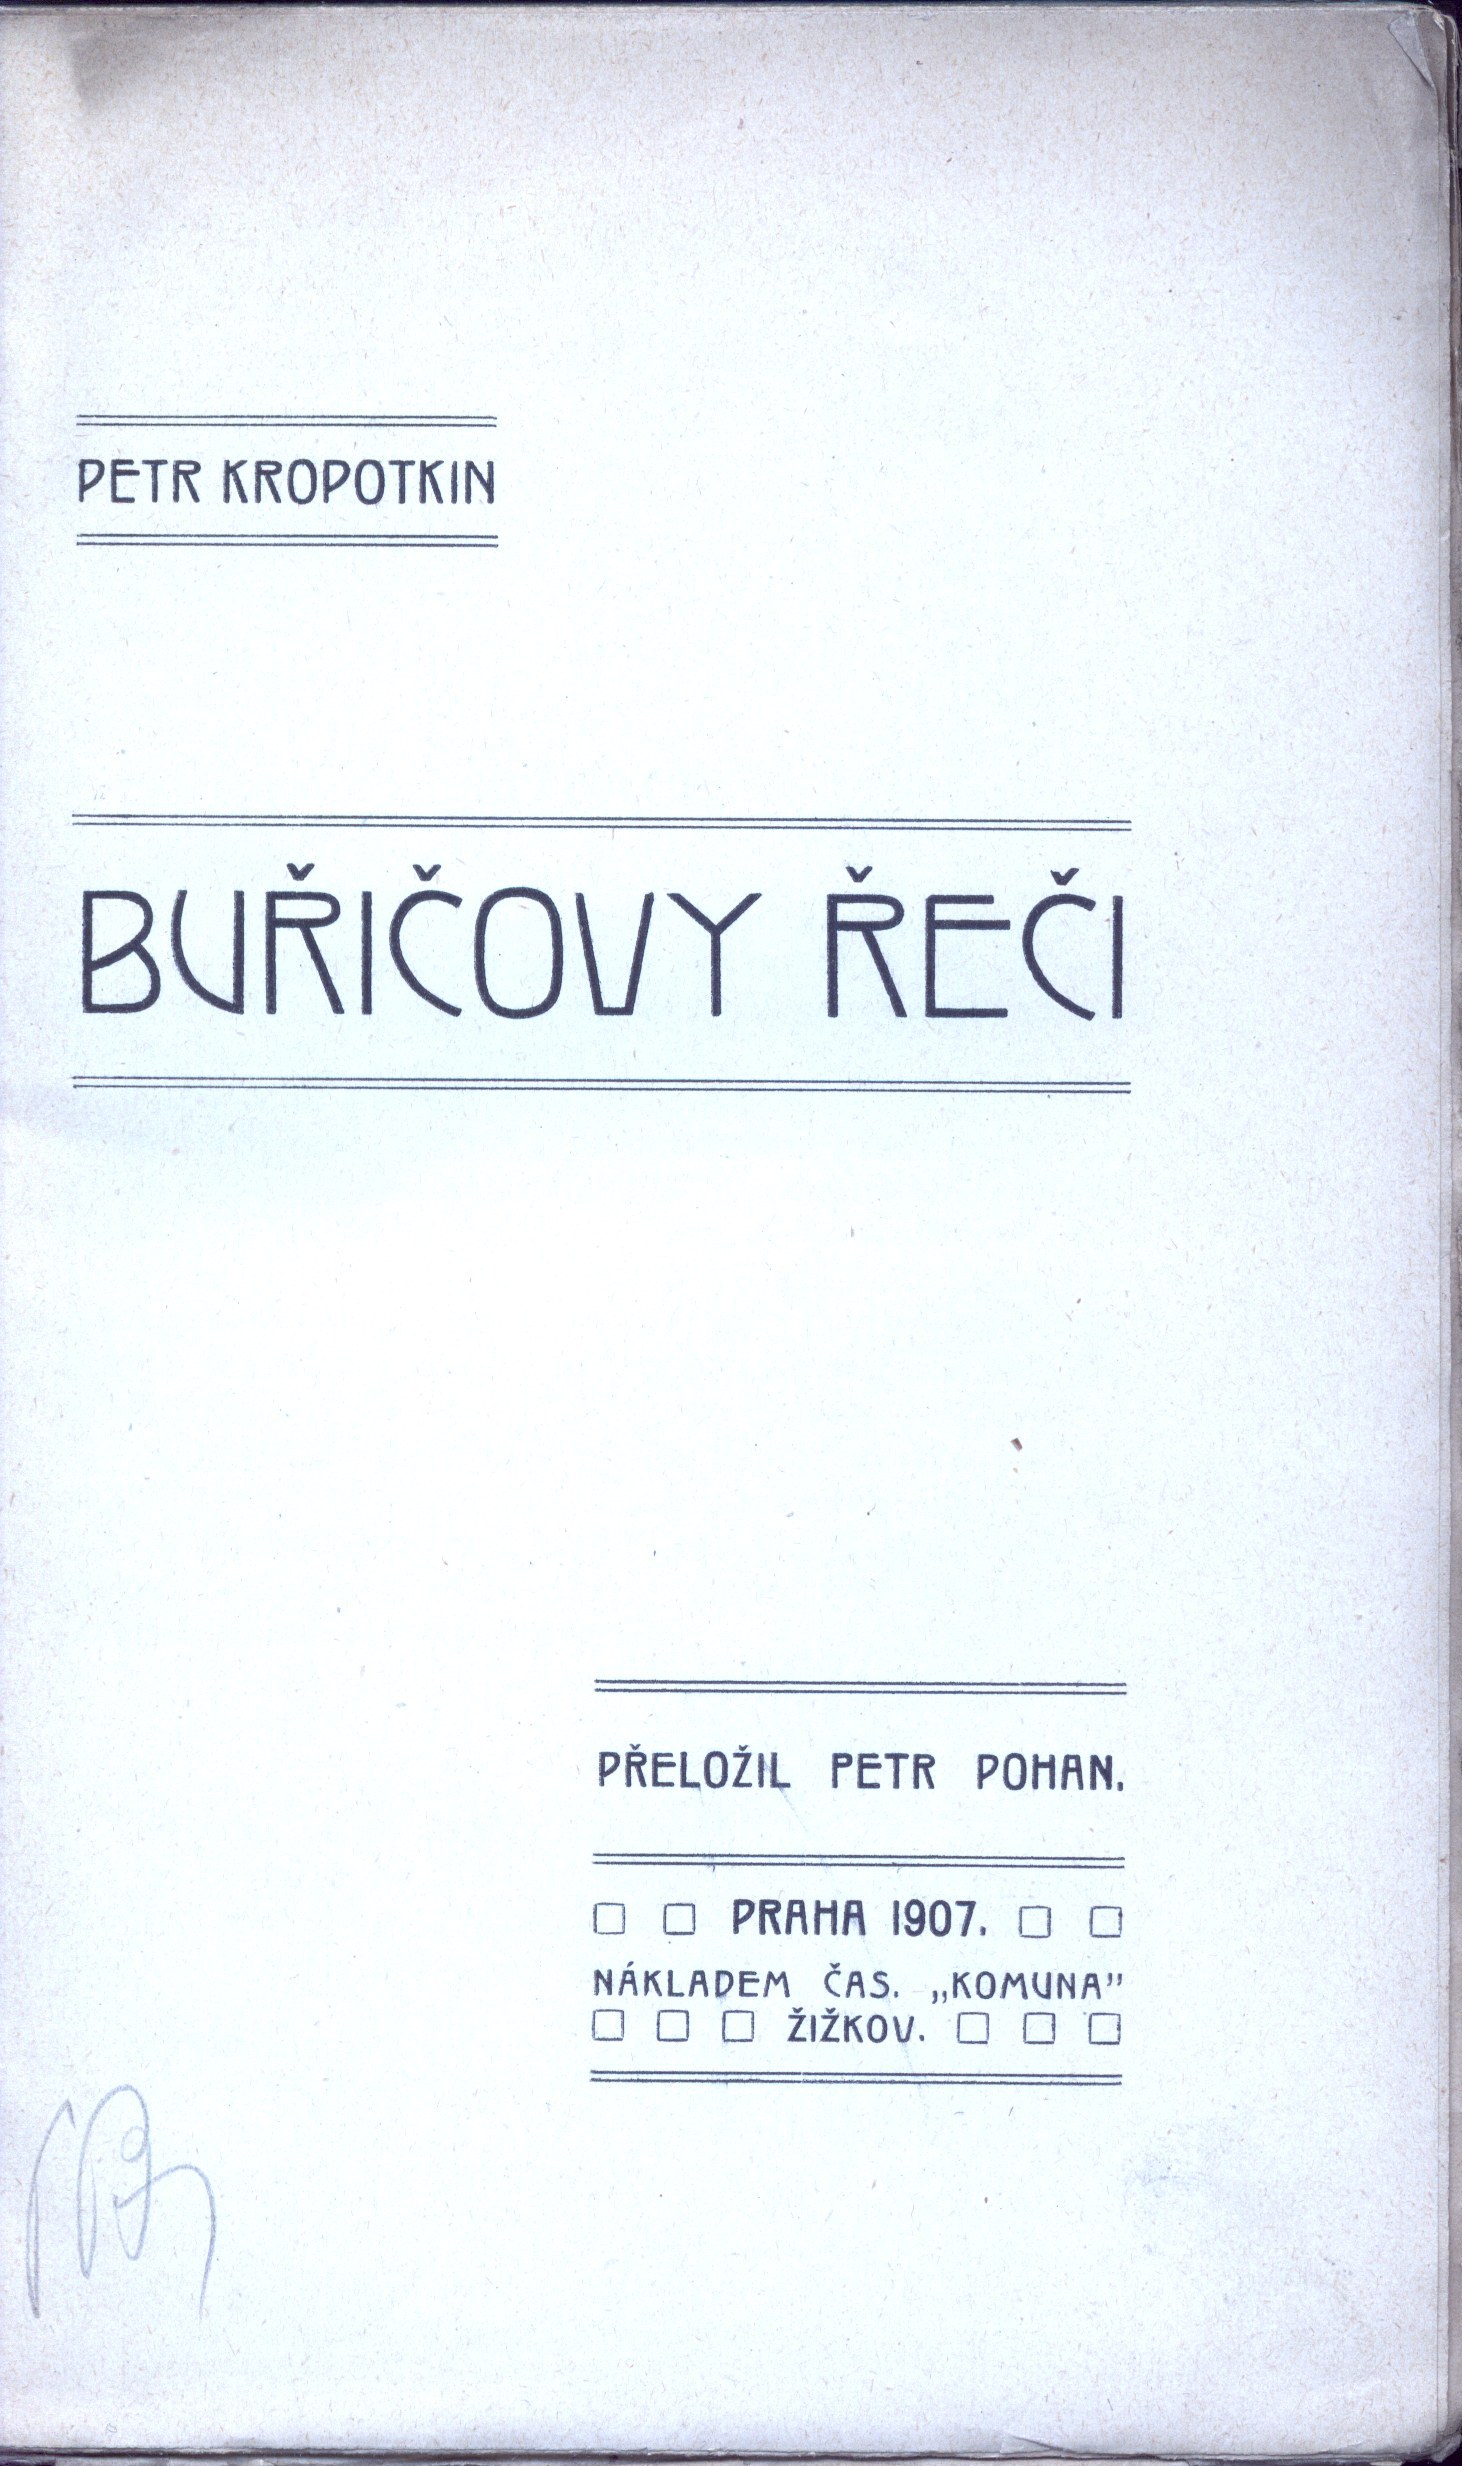 PETR KROPOTKIN
BUŘIČOVY ŘEČI
PŘELOŽIL PETR POHAN.
PRAHA 1907.
NÁKLADEM ČAS. „KOMUNA”
ŽIŽKOV.